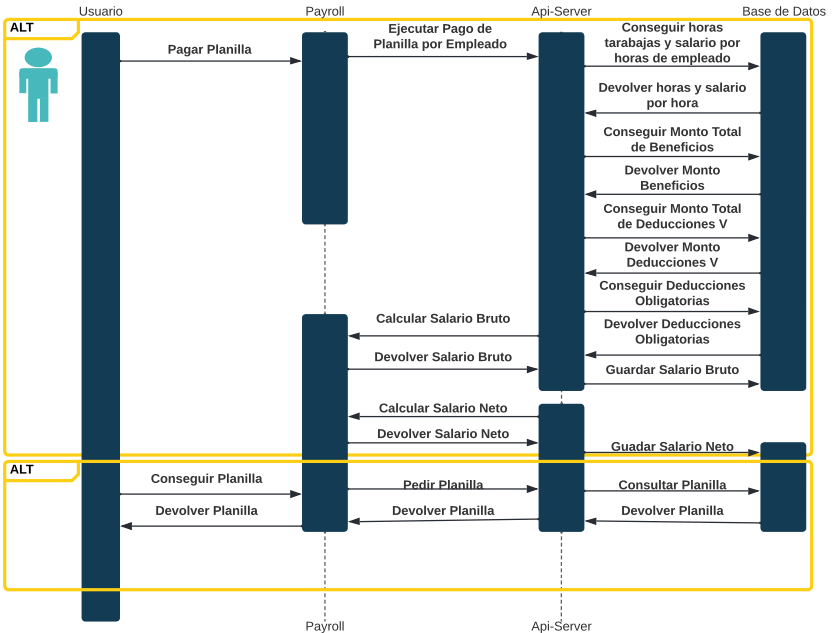 Usuario
Payroll
Api-Server
Base de Datos
ALT
Pagar Planilla
Ejecutar Pago de
Planilla por Empleado
Conseguir horas
tarabajas y salario por
horas de empleado
Devolver horas y salario
por hora
Conseguir Monto Total
de Beneficios
Devolver Monto
Beneficios
Conseguir Monto Total
de Deducciones V
Devolver Monto
Deducciones V
Conseguir Deducciones
Obligatorias
Calcular Salario Bruto
Devolver Deducciones
Obligatorias
Devolver Salario Bruto
Guardar Salario Bruto
Calcular Salario Neto
Devolver Salario Neto
Guadar Salario Neto
ALT
Conseguir Planilla
Pedir Planilla
Consultar Planilla
Devolver Planilla
Devolver Planilla
Devolver Planilla
Payroll
Api-Server